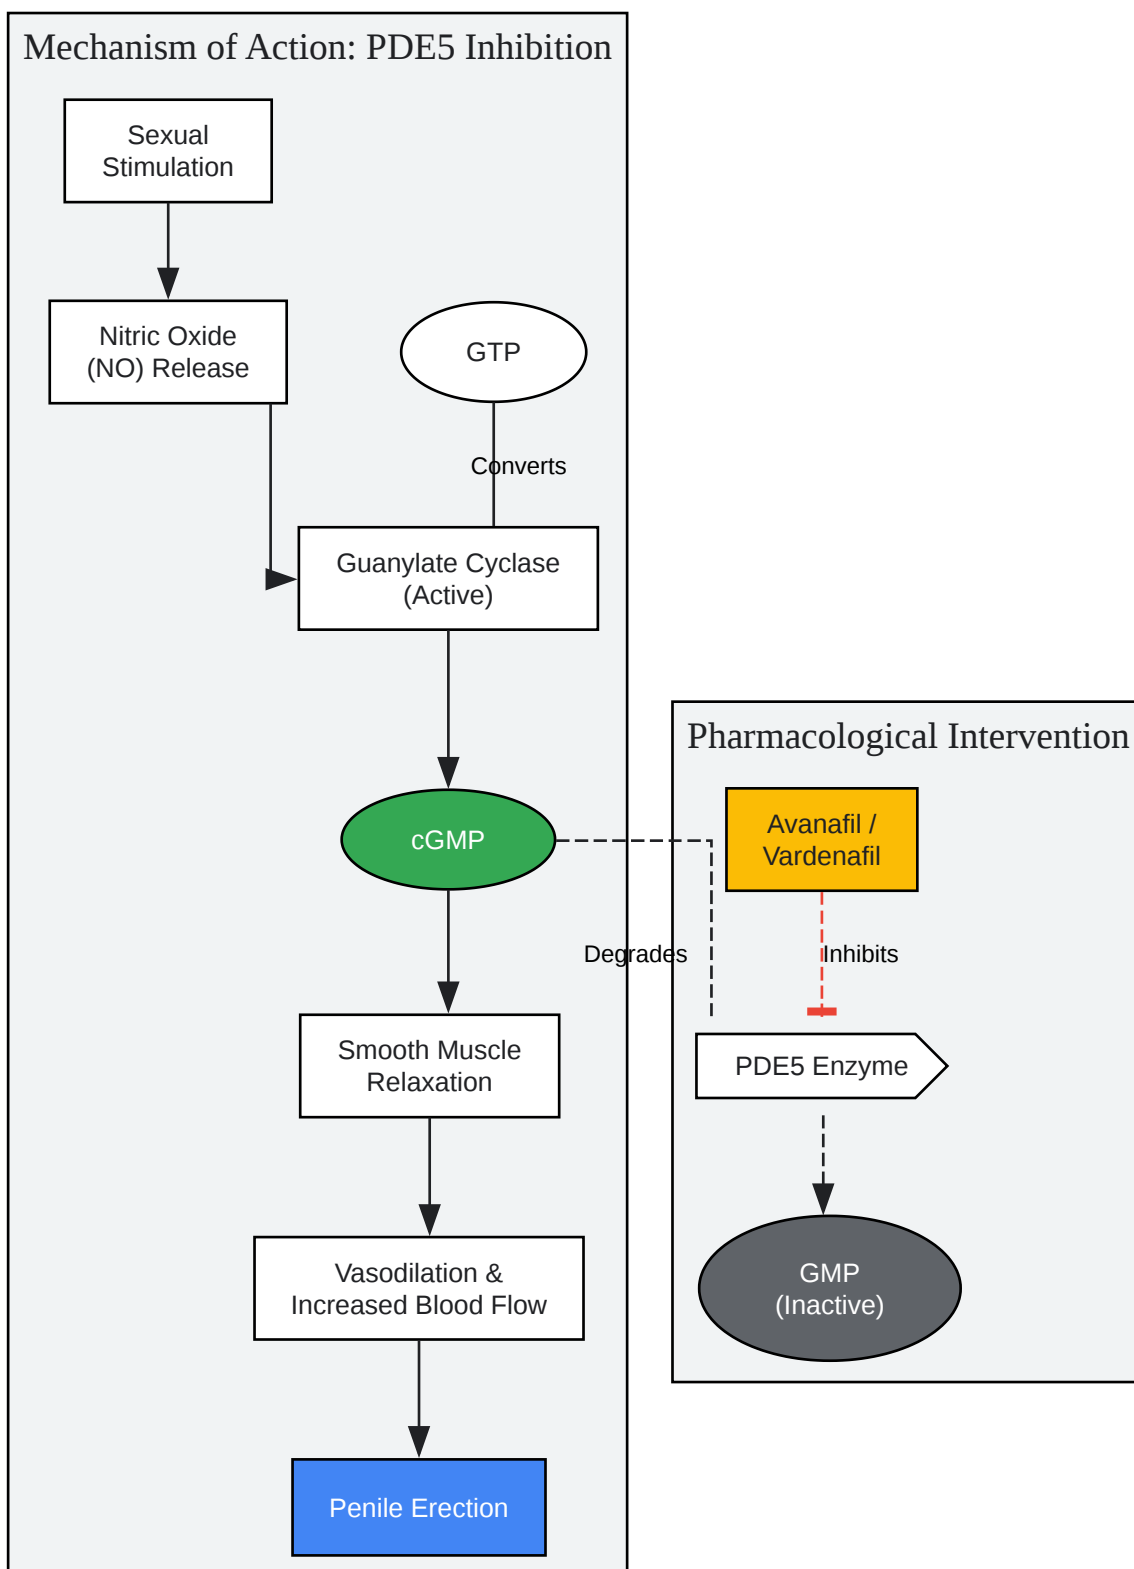 Mechanism of Action: PDE5 Inhibition
Sexual
Stimulation
Nitric Oxide
(NO) Release
GTP
Converts
Guanylate Cyclase
(Active)
cGMP
Degrades
Smooth Muscle
Relaxation
Vasodilation &
Increased Blood Flow
Penile Erection
Pharmacological Intervention
Avanafil /
Vardenafil
Inhibits
PDE5 Enzyme
GMP
(Inactive)